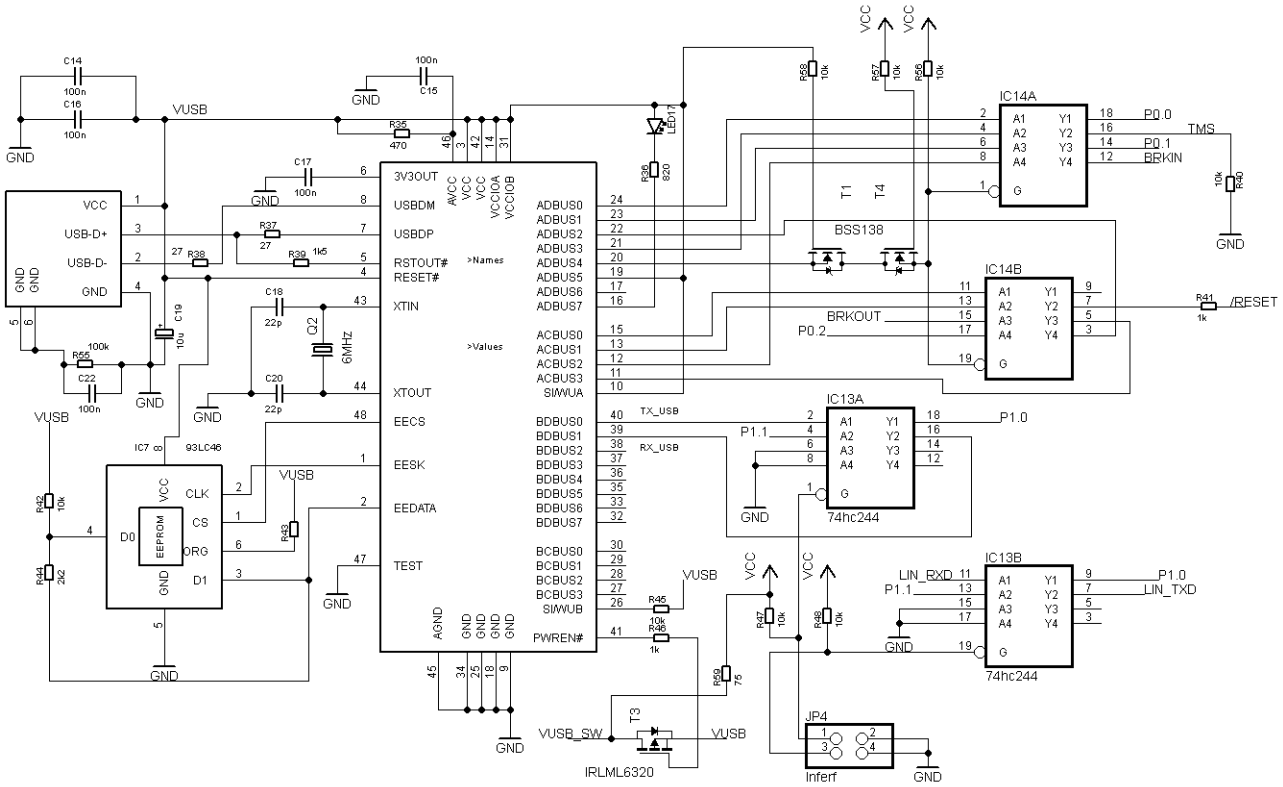 C14
100n
C16
100n
GND
VUSB
100n
C15
GND
R35
470
46
3
42
14
31
LED17
R36
820
VCC
VCC
R58
10k
R57
10k
R56
10k
IC14A
2
4
6
8
1
A1
A2
A3
A4
G
Y1
Y2
Y3
Y4
18
16
14
12
P0.0
TMS
P0.1
BRKIN
10k
R40
GND
C17
100n
GND
6
8
7
5
4
43
44
48
1
2
47
3V3OUT
USBDM
USBDP
RSTOUT#
RESET#
XTIN
XTOUT
EECS
EESK
EEDATA
TEST
AVCC
VCC
VCC
VCCIOA
VCCIOB
>Names
>Values
ADBUS0
ADBUS1
ADBUS2
ADBUS3
ADBUS4
ADBUS5
ADBUS6
ADBUS7
ACBUS0
ACBUS1
ACBUS2
ACBUS3
SI/WUA
BDBUS0
BDBUS1
BDBUS2
BDBUS3
BDBUS4
BDBUS5
BDBUS6
BDBUS7
BCBUS0
BCBUS1
BCBUS2
BCBUS3
SI/WUB
PWREN#
24
23
22
21
20
19
17
16
15
13
12
11
10
40
39
38
37
36
35
33
32
30
29
28
27
26
41
AGND
GND
GND
GND
GND
45
34
25
18
9
GND
VCC
USB-D+
USB-D-
GND
GND
GND
1
3
2
4
5
6
R37
27
27
R38
R39
1k5
C19
10u
+
100k
R55
C22
100n
GND
C18
22p
Q2
6MHz
C20
22p
GND
T1
T4
BSS138
IC14B
11
13
15
17
19
A1
A2
A3
A4
G
Y1
Y2
Y3
Y4
9
7
5
3
BRKOUT
P0.2
R41
1k
/RESET
VUSB
R42
10k
R44
2k2
IC7
8
93LC46
VCC
D0
EEPROM
GND
CLK
CS
ORG
D1
4
2
1
6
3
5
GND
VUSB
R43
GND
TX_USB
RX_USB
IC13A
P1.1
2
4
6
8
1
A1
A2
A3
A4
G
Y1
Y2
Y3
Y4
18
16
14
12
P1.0
GND
74hc244
VUSB
R45
10k
R46
1k
VCC
R47
10k
VCC
R48
10k
R59
75
IC13B
LIN_RXD
P1.1
11
13
15
17
19
A1
A2
A3
A4
G
Y1
Y2
Y3
Y4
9
7
5
3
P1.0
LIN_TXD
GND
74hc244
VUSB_SW
T3
VUSB
IRLML6320
JP4
1
3
2
4
Inferf
GND